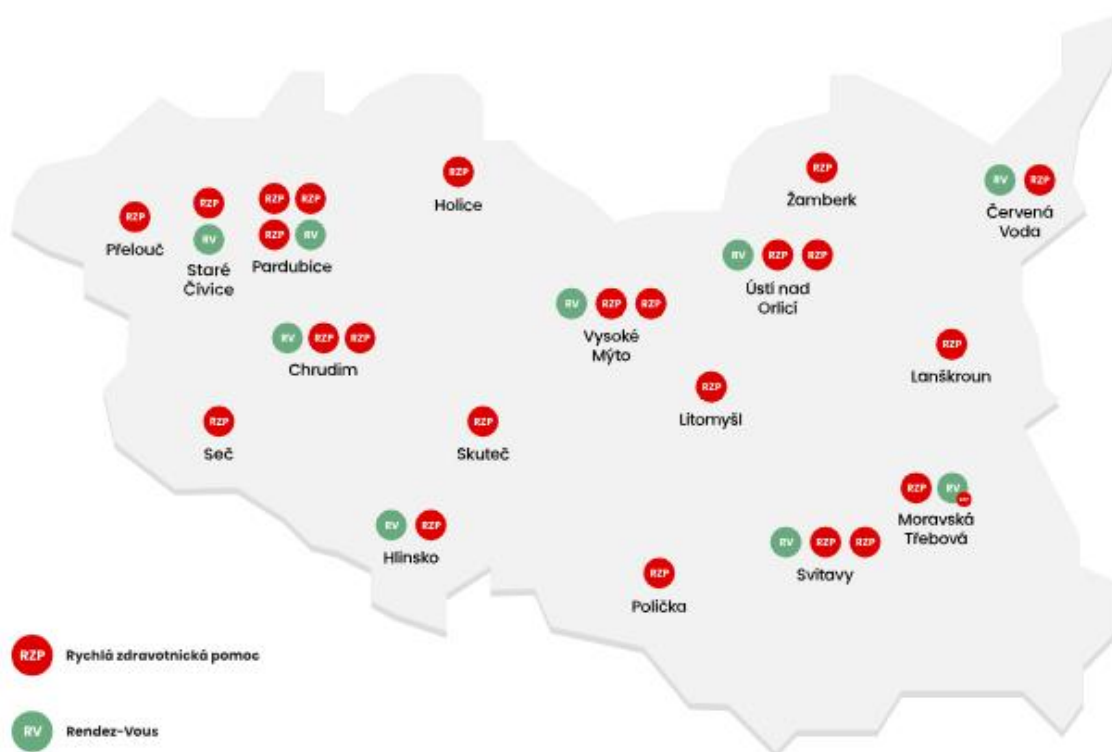 RZP
Holice
RZP
Žamberk
RV RZP
Červená
Voda
RZP
Přelouč
RZP
RV
Staré
Čívice
RZP RZP
RZP RV
Pardubice
RV RZP RZP
Ústí nad
Orlicí
RV RZP RZP
Vysoké
Mýto
RV RZP RZP
Chrudim
RZP
Lanškroun
RZP
Litomyšl
RZP
Seč
RZP
Skuteč
RZP RV
Moravská
Třebová
RV RZP
Hlinsko
RV RZP RZP
Svitavy
RZP
Polička
RZP Rychlá zdravotnická pomoc
RV Rendez-Vous